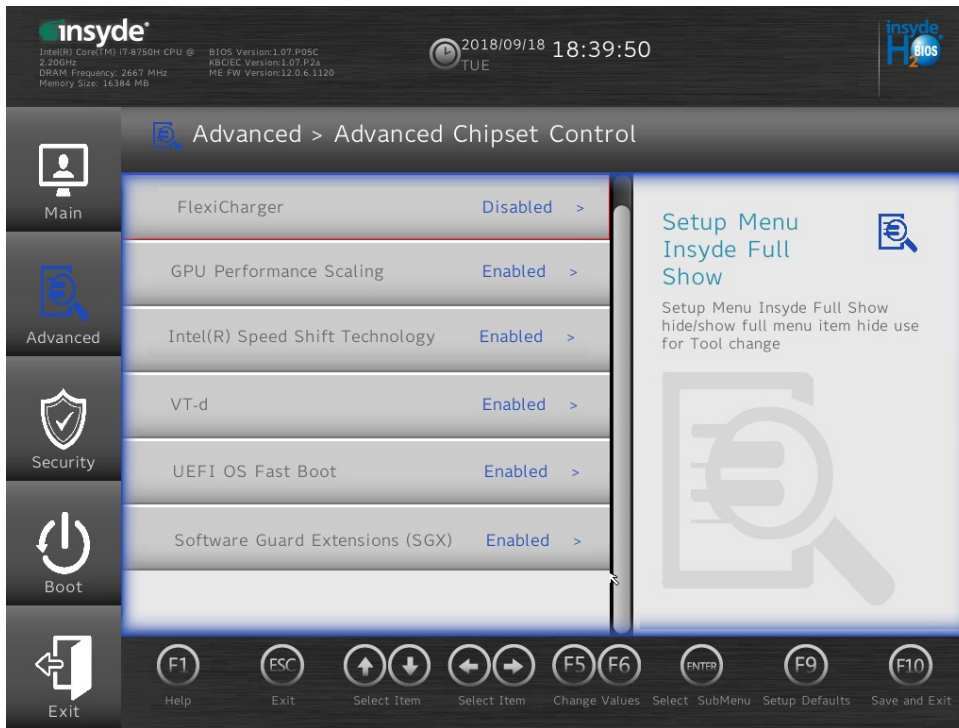 insyde®
Intel(R) Core(TM) i7-8750H CPU @
2.20GHz
DRAM Frequency: 2667 MHz
Memory Size: 16384 MB
BIOS Version:1.07.P05C
KBC/EC Version:1.07.P2a
ME FW Version:12.0.6.1120
2018/09/18
TUE
18:39:50
insyde
H2O
BIOS
Advanced > Advanced Chipset Control
Main
Advanced
Security
Boot
Exit
FlexiCharger Disabled >
GPU Performance Scaling Enabled >
Intel(R) Speed Shift Technology Enabled >
VT-d Enabled >
UEFI OS Fast Boot Enabled >
Software Guard Extensions (SGX) Enabled >
Setup Menu
Insyde Full
Show
Setup Menu Insyde Full Show
hide/show full menu item hide use
for Tool change
F1
Help
ESC
Exit
Select Item
Select Item
F5 F6
Change Values
ENTER
Select SubMenu
F9
Setup Defaults
F10
Save and Exit